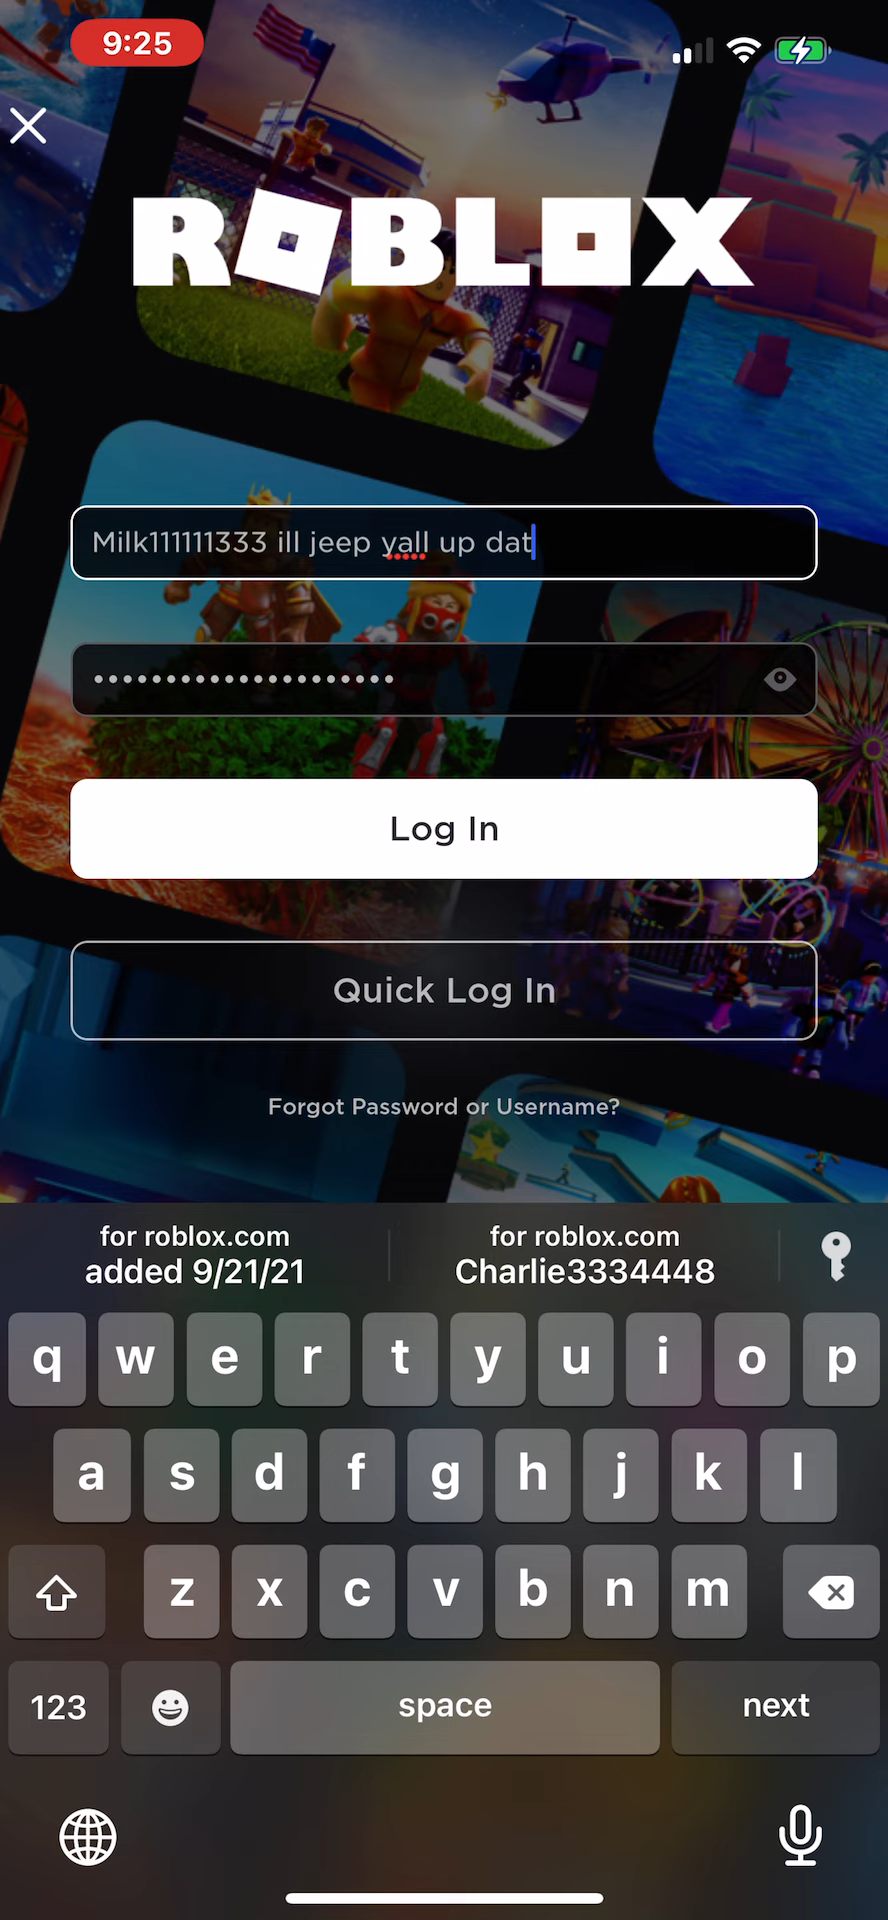 9:25
ROBLOX
Milk111111333 ill jeep yall up dat
••••••••••••••••••••
Log In
Quick Log In
Forgot Password or Username?
for roblox.com
added 9/21/21
for roblox.com
Charlie3334448
q w e r t y u i o p
a s d f g h j k l
z x c v b n m
123 space next